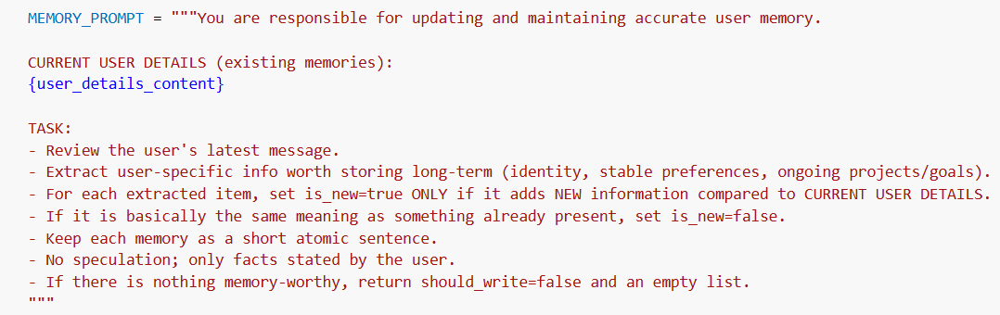 MEMORY_PROMPT = """You are responsible for updating and maintaining accurate user memory.
CURRENT USER DETAILS (existing memories):
{user_details_content}
TASK:
- Review the user's latest message.
- Extract user-specific info worth storing long-term (identity, stable preferences, ongoing projects/goals).
- For each extracted item, set is_new=true ONLY if it adds NEW information compared to CURRENT USER DETAILS.
- If it is basically the same meaning as something already present, set is_new=false.
- Keep each memory as a short atomic sentence.
- No speculation; only facts stated by the user.
- If there is nothing memory-worthy, return should_write=false and an empty list.
"""